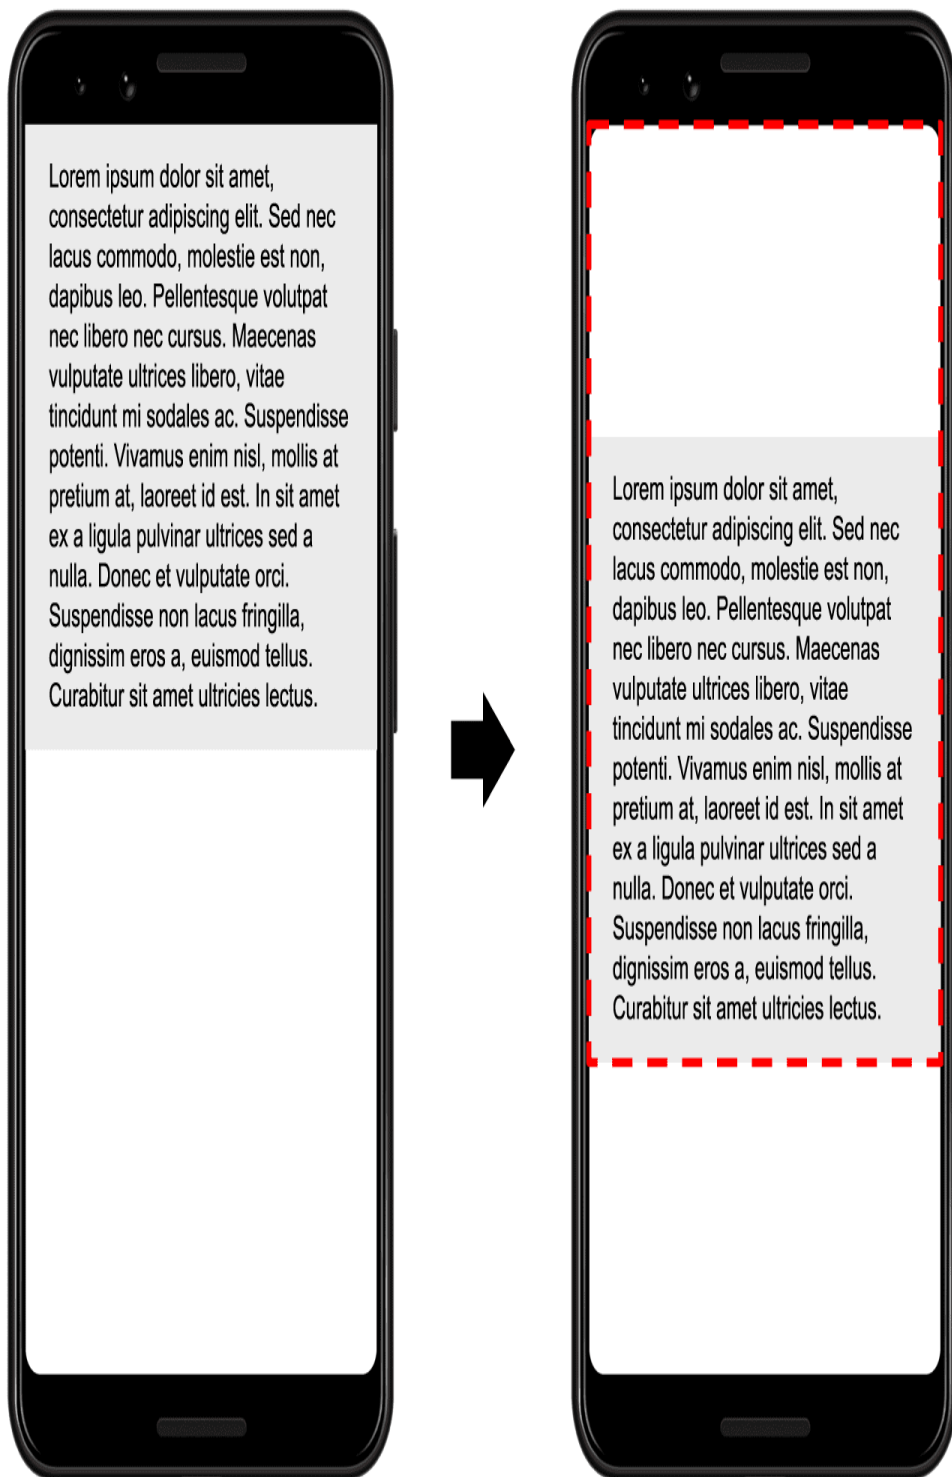 Lorem ipsum dolor sit amet,
consectetur adipiscing elit. Sed nec
lacus commodo, molestie est non,
dapibus leo. Pellentesque volutpat
nec libero nec cursus. Maecenas
vulputate ultrices libero, vitae
tincidunt mi sodales ac. Suspendisse
potenti. Vivamus enim nisl, mollis at
pretium at, laoreet id est. In sit amet
ex a ligula pulvinar ultrices sed a
nulla. Donec et vulputate orci.
Suspendisse non lacus fringilla,
dignissim eros a, euismod tellus.
Curabitur sit amet ultricies lectus.
Lorem ipsum dolor sit amet,
consectetur adipiscing elit. Sed nec
lacus commodo, molestie est non,
dapibus leo. Pellentesque volutpat
nec libero nec cursus. Maecenas
vulputate ultrices libero, vitae
tincidunt mi sodales ac. Suspendisse
potenti. Vivamus enim nisl, mollis at
pretium at, laoreet id est. In sit amet
ex a ligula pulvinar ultrices sed a
nulla. Donec et vulputate orci.
Suspendisse non lacus fringilla,
dignissim eros a, euismod tellus.
Curabitur sit amet ultricies lectus.